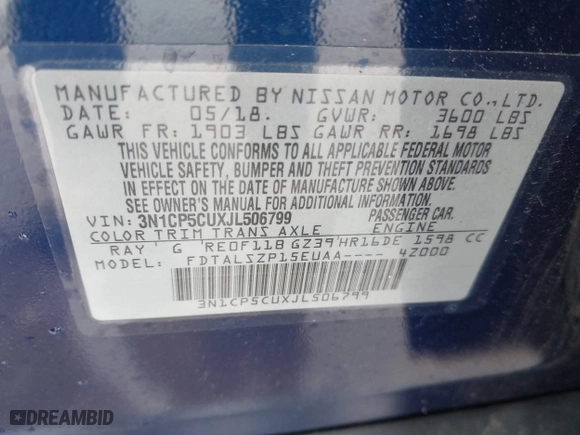 MANUFACTURED BY NISSAN MOTOR CO.,LTD.
DATE: 05/18. GVWR: 3600 LBS
GAWR FR: 1903 LBS GAWR RR: 1698 LBS
THIS VEHICLE CONFORMS TO ALL APPLICABLE FEDERAL MOTOR
VEHICLE SAFETY, BUMPER AND THEFT PREVENTION STANDARDS
IN EFFECT ON THE DATE OF MANUFACTURE SHOWN ABOVE.
SEE OWNER'S MANUAL FOR ADDITIONAL INFORMATION.
VIN: 3N1CP5CUXJL506799 PASSENGER CAR.
COLOR TRIM TRANS AXLE ENGINE
RAY G RE0F11B GZ39 HR16DE 1598 CC
MODEL: FDTALSZP15EUAA---- 4Z000
3N1CP5CUXJL506799
DREAMBID